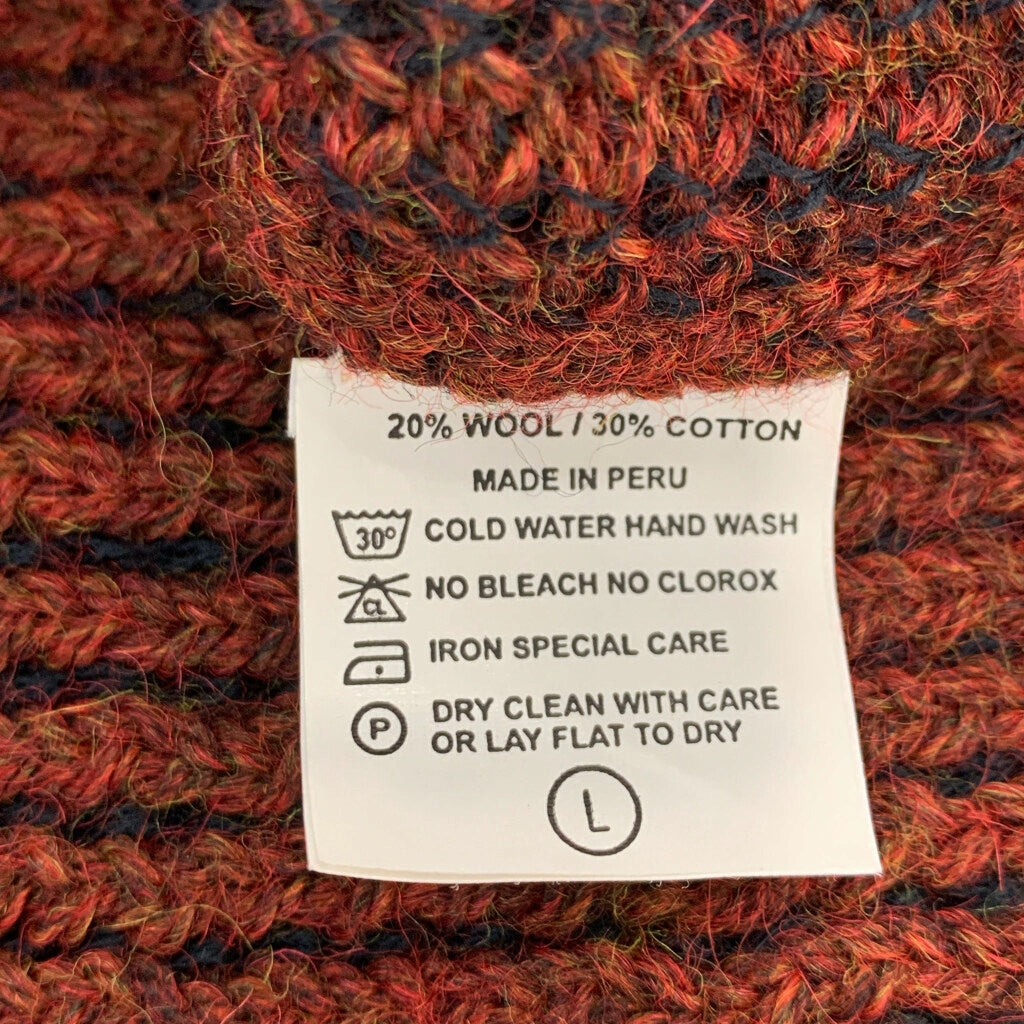 20% WOOL / 30% COTTON
MADE IN PERU
30° COLD WATER HAND WASH
CL NO BLEACH NO CLOROX
IRON SPECIAL CARE
P DRY CLEAN WITH CARE
OR LAY FLAT TO DRY
L